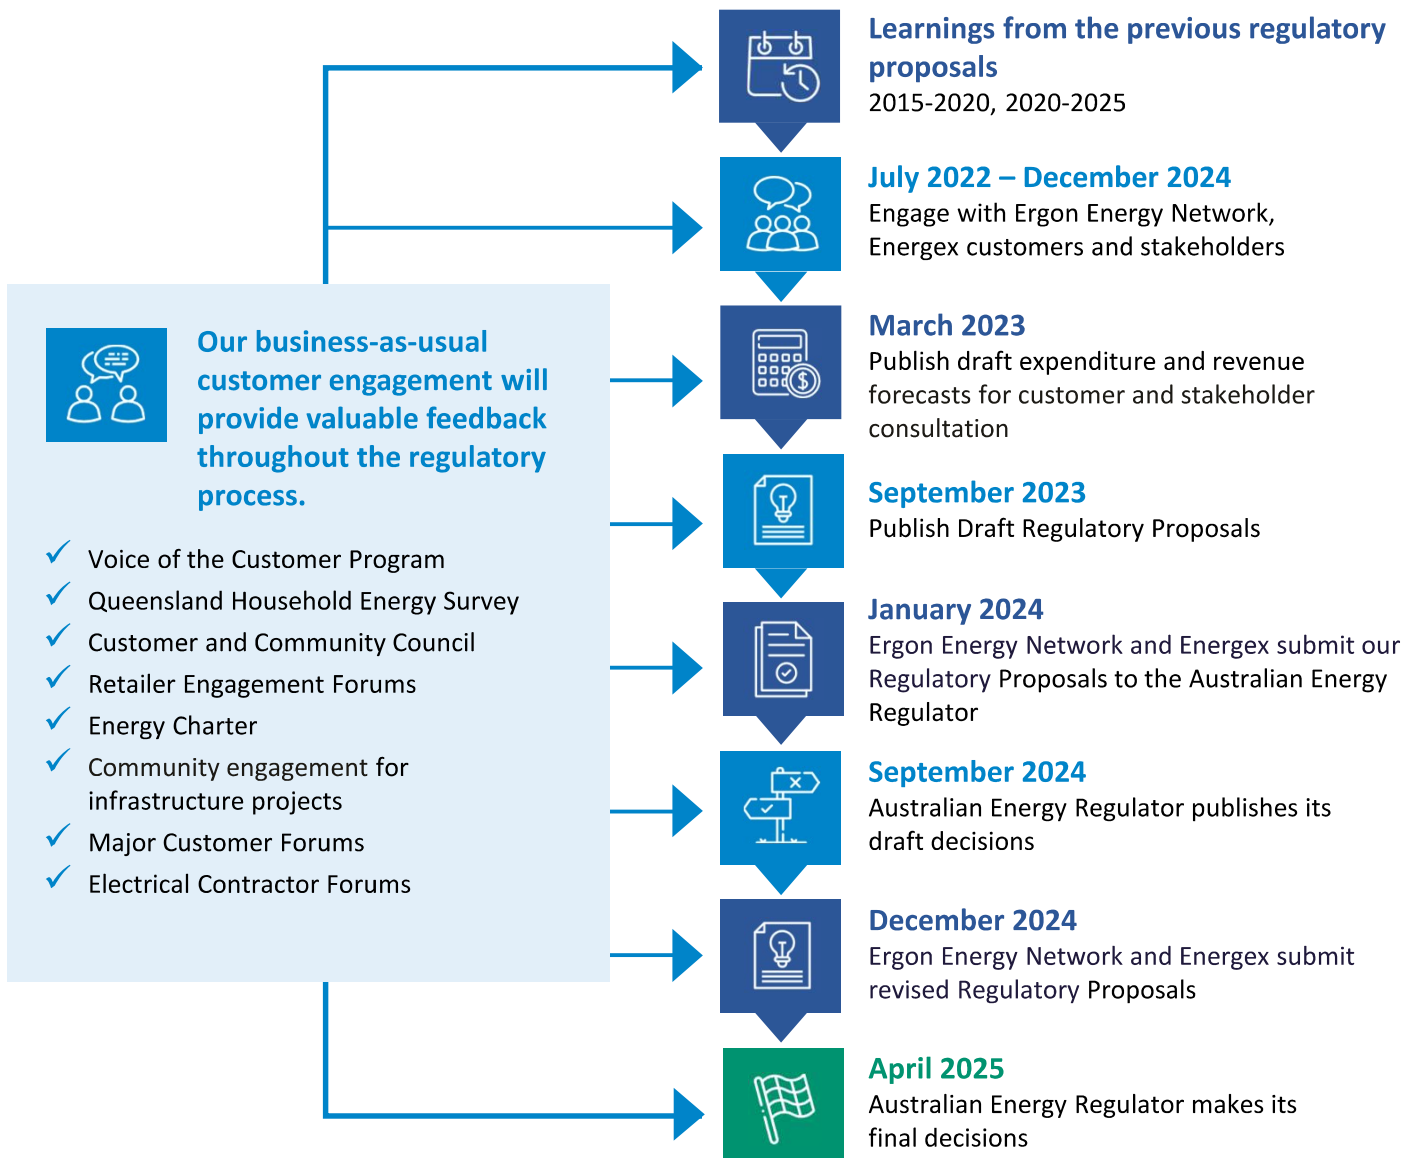 Our business-as-usual
customer engagement will
provide valuable feedback
throughout the regulatory
process.
Voice of the Customer Program
Queensland Household Energy Survey
Customer and Community Council
Retailer Engagement Forums
Energy Charter
Community engagement for
infrastructure projects
Major Customer Forums
Electrical Contractor Forums
Learnings from the previous regulatory
proposals
2015-2020, 2020-2025
July 2022 – December 2024
Engage with Ergon Energy Network,
Energex customers and stakeholders
March 2023
Publish draft expenditure and revenue
forecasts for customer and stakeholder
consultation
September 2023
Publish Draft Regulatory Proposals
January 2024
Ergon Energy Network and Energex submit our
Regulatory Proposals to the Australian Energy
Regulator
September 2024
Australian Energy Regulator publishes its
draft decisions
December 2024
Ergon Energy Network and Energex submit
revised Regulatory Proposals
April 2025
Australian Energy Regulator makes its
final decisions